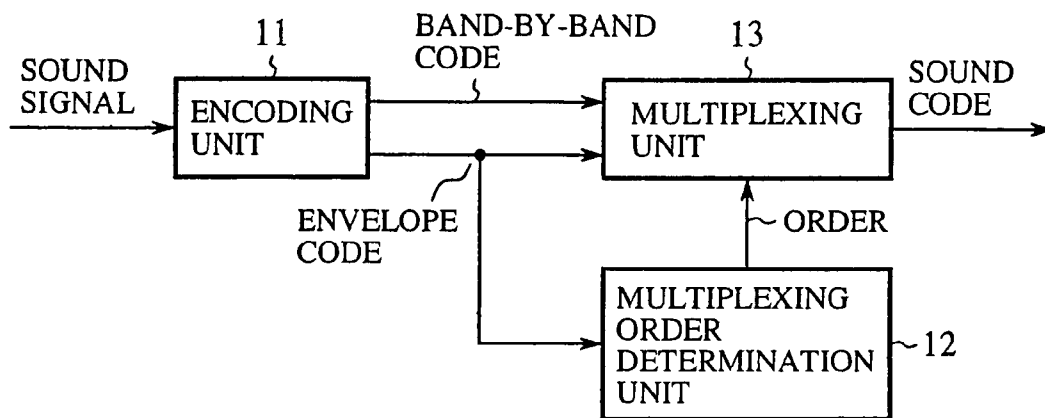 11
BAND-BY-BAND
CODE
13
SOUND
SIGNAL
ENCODING
UNIT
MULTIPLEXING
UNIT
SOUND
CODE
ENVELOPE
CODE
ORDER
MULTIPLEXING
ORDER
DETERMINATION
UNIT
12